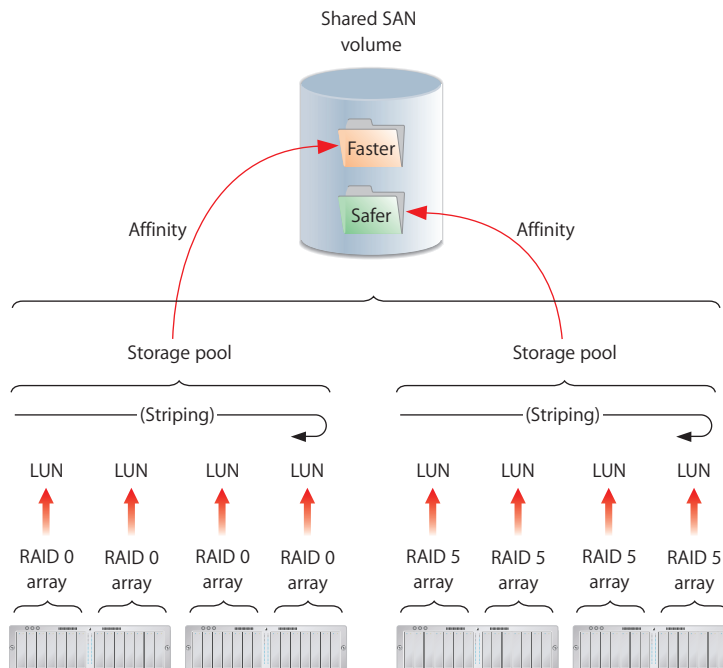 Shared SAN
volume
Faster
Safer
Affinity
Affinity
Storage pool
Storage pool
(Striping)
(Striping)
LUN LUN LUN LUN LUN LUN LUN LUN
RAID 0 RAID 0 RAID 0 RAID 0 RAID 5 RAID 5 RAID 5 RAID 5
array array array array array array array array